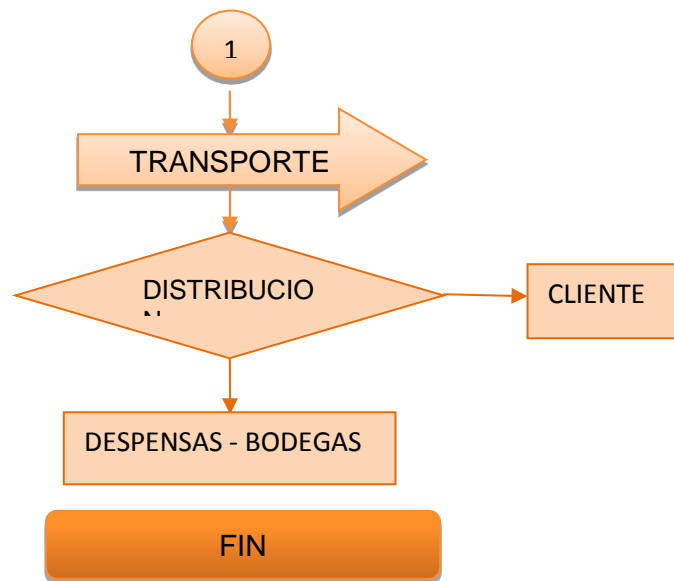 1
TRANSPORTE
DISTRIBUCIO
N
CLIENTE
DESPENSAS - BODEGAS
FIN